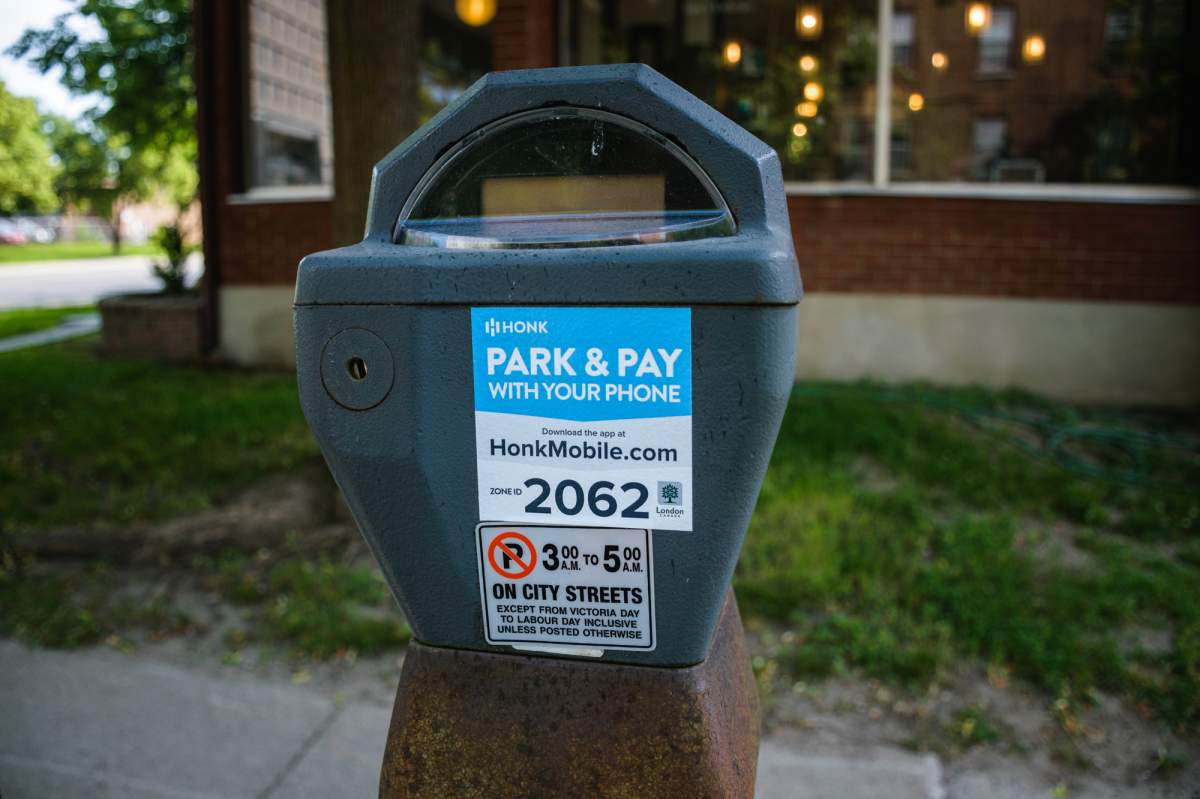 HONK
PARK & PAY
WITH YOUR PHONE
Download the app at
HonkMobile.com
ZONE ID 2062
London
CANADA
P 3 00 A.M. TO 5 00 A.M.
ON CITY STREETS
EXCEPT FROM VICTORIA DAY
TO LABOUR DAY INCLUSIVE
UNLESS POSTED OTHERWISE